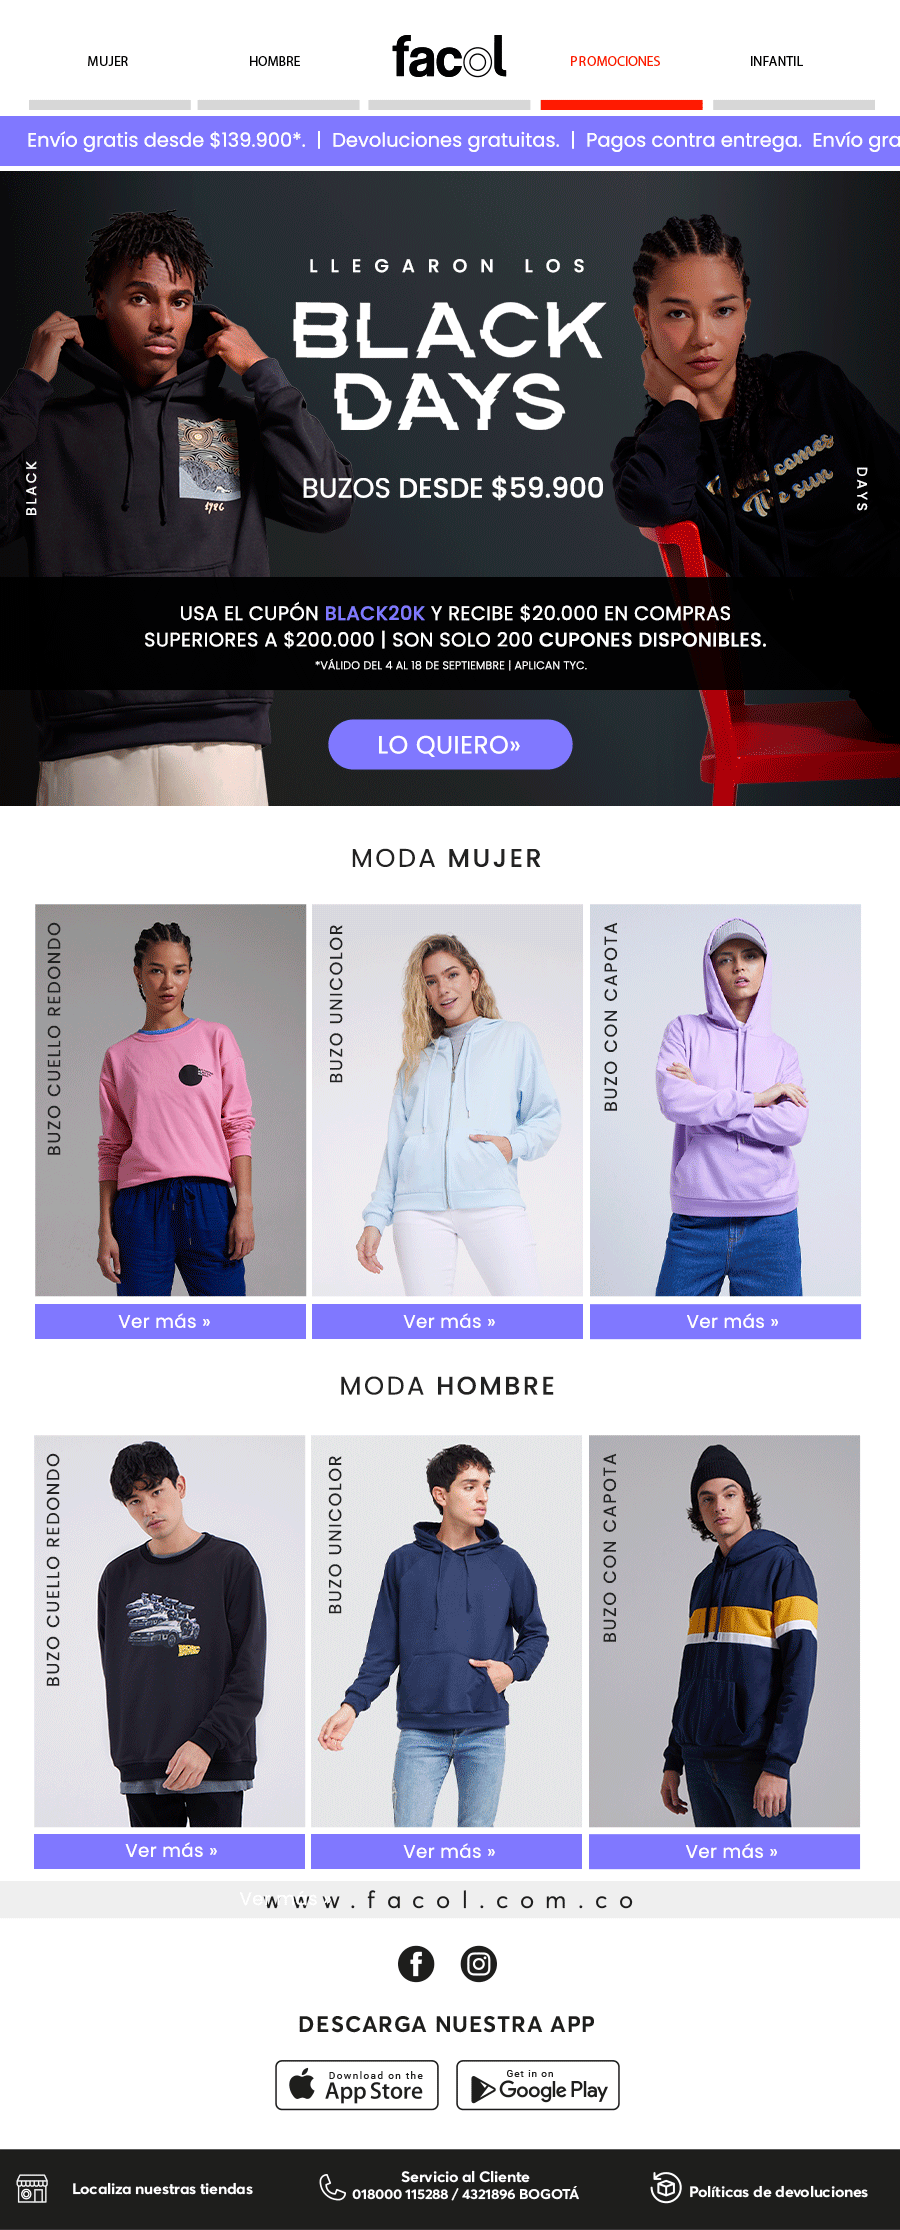 MUJER
HOMBRE
facol
PROMOCIONES
INFANTIL
Envío gratis desde $139.900*. | Devoluciones gratuitas. | Pagos contra entrega. Envío gra
LLEGARON LOS
BLACK
DAYS
BUZOS DESDE $59.900
BLACK
DAYS
comes
sun
USA EL CUPÓN BLACK20K Y RECIBE $20.000 EN COMPRAS
SUPERIORES A $200.000 | SON SOLO 200 CUPONES DISPONIBLES.
*VÁLIDO DEL 4 AL 18 DE SEPTIEMBRE | APLICAN TYC.
LO QUIERO»
MODA MUJER
BUZO CUELLO REDONDO
BUZO UNICOLOR
BUZO CON CAPOTA
Ver más »
Ver más »
Ver más »
MODA HOMBRE
BUZO CUELLO REDONDO
BUZO UNICOLOR
BUZO CON CAPOTA
Ver más »
Ver más »
Ver más »
Ver más »
www.facol.com.co
DESCARGA NUESTRA APP
Download on the
App Store
Get in on
Google Play
Localiza nuestras tiendas
Servicio al Cliente
018000 115288 / 4321896 BOGOTÁ
Políticas de devoluciones